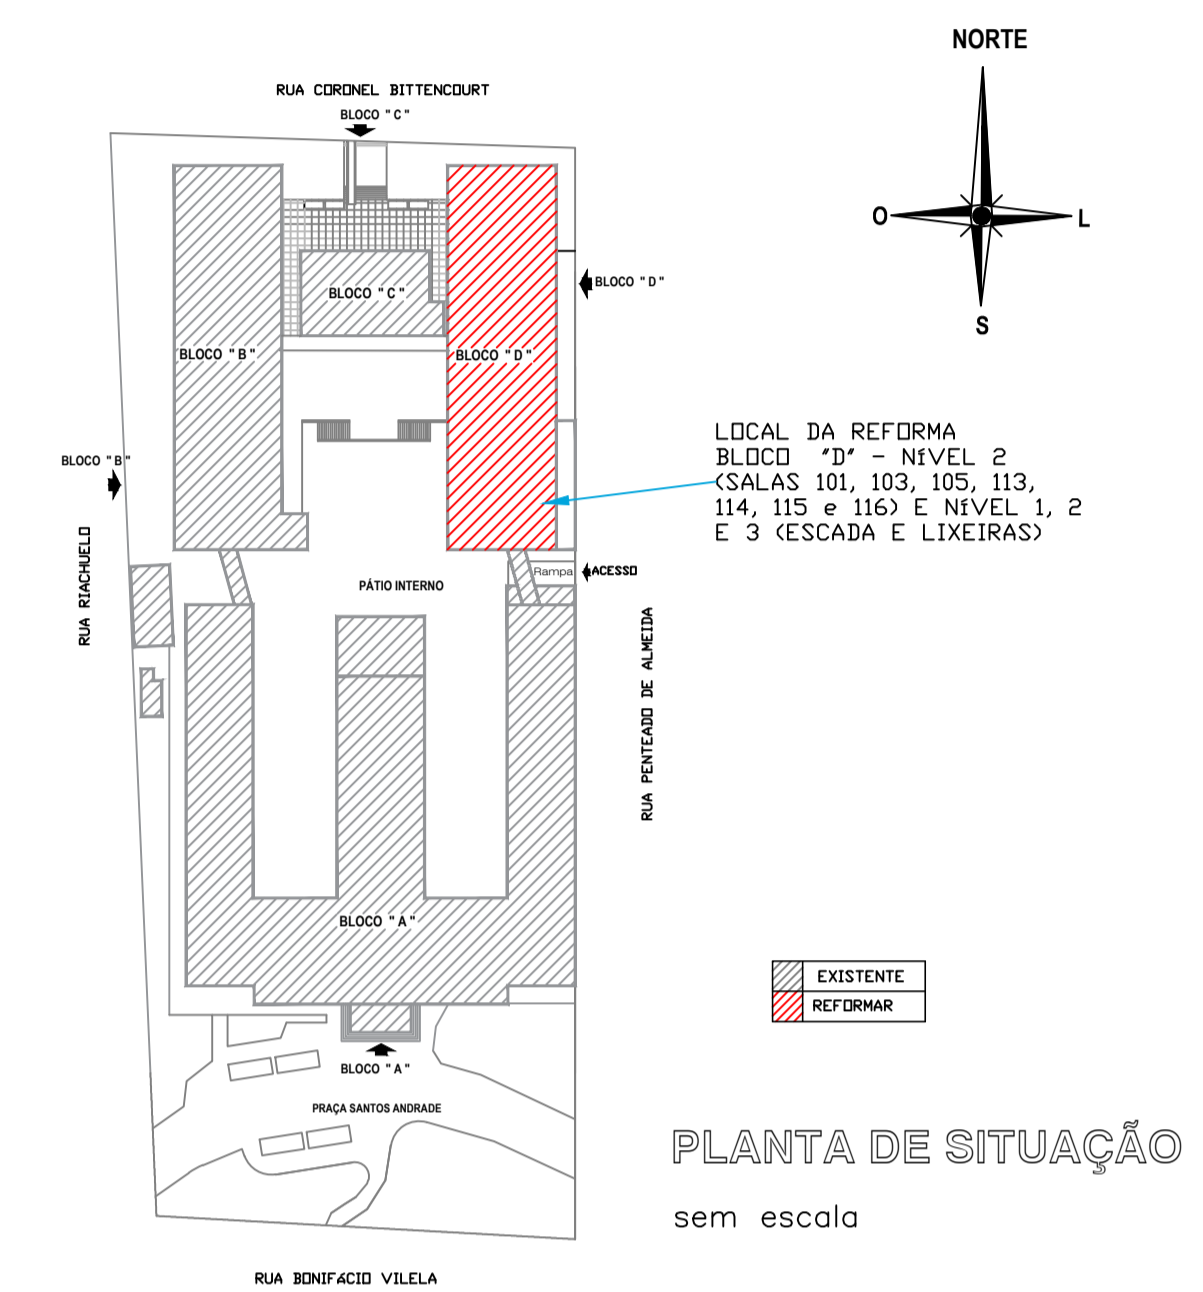 NORTE
RUA CORONEL BITTENCOURT
BLOCO "C"
O
L
S
BLOCO "D"
BLOCO "C"
BLOCO "B"
BLOCO "D"
LOCAL DA REFORMA
BLOCO "D" - NíVEL 2
(SALAS 101, 103, 105, 113,
114, 115 e 116) E NíVEL 1, 2
E 3 (ESCADA E LIXEIRAS)
BLOCO "B"
RUA RIACHUELO
PÁTIO INTERNO
Rampa
ACESSO
RUA PENTEADO DE ALMEIDA
BLOCO "A"
EXISTENTE
REFORMAR
BLOCO "A"
PRAÇA SANTOS ANDRADE
PLANTA DE SITUAÇÃO
sem escala
RUA BONIFáCIO VILELA